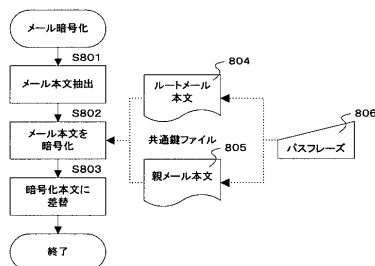 メール暗号化
S801
メール本文抽出
S802
メール本文を
暗号化
S803
暗号化本文に
差替
終了
804
ルートメール
本文
共通鍵ファイル
805
親メール本文
806
パスフレーズ